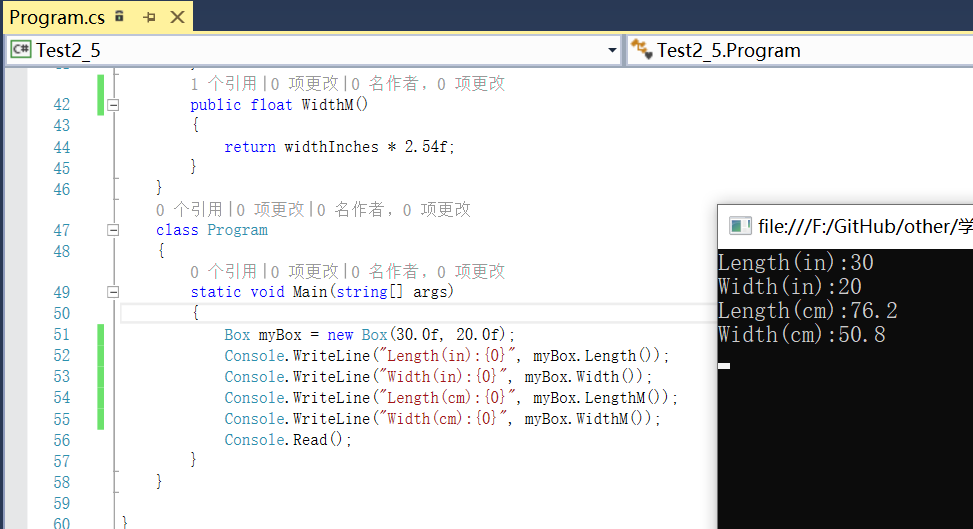 Program.cs
C# Test2_5
Test2_5.Program
1 个引用|0 项更改|0 名作者，0 项更改
42 public float WidthM()
43 {
44 return widthInches * 2.54f;
45 }
46 }
0 个引用|0 项更改|0 名作者，0 项更改
47 class Program
48 {
0 个引用|0 项更改|0 名作者，0 项更改
49 static void Main(string[] args)
50 {
51 Box myBox = new Box(30.0f, 20.0f);
52 Console.WriteLine("Length(in):{0}", myBox.Length());
53 Console.WriteLine("Width(in):{0}", myBox.Width());
54 Console.WriteLine("Length(cm):{0}", myBox.LengthM());
55 Console.WriteLine("Width(cm):{0}", myBox.WidthM());
56 Console.Read();
57 }
58 }
59
60 }
file:///F:/GitHub/other/学
Length(in):30
Width(in):20
Length(cm):76.2
Width(cm):50.8